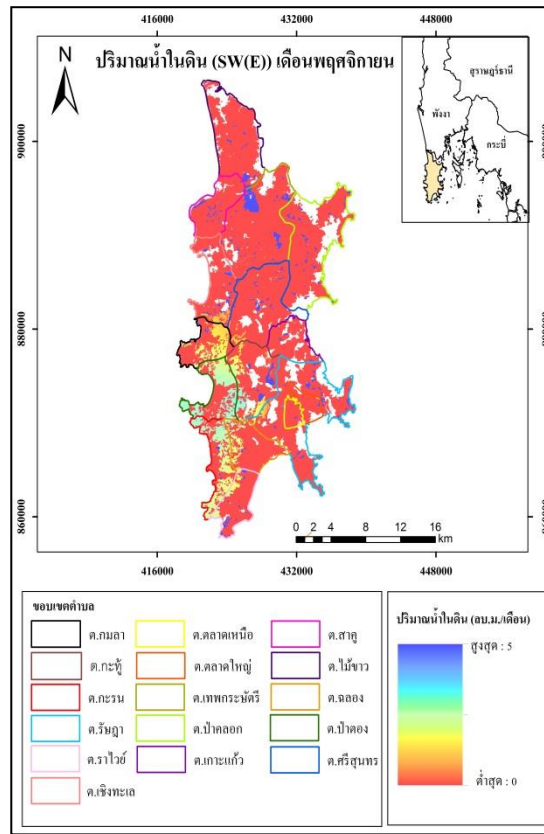 416000 432000 448000
N
ปริมาณน้ำในดิน (SW(E)) เดือนพฤศจิกายน
สุราษฎร์ธานี
พังงา
กระบี่
900000
880000
860000
900000
880000
860000
0 2 4 8 12 16
km
416000 432000 448000
ขอบเขตตำบล
ต.กมลา ต.ตลาดเหนือ ต.สาคู
ต.กะทู้ ต.ตลาดใหญ่ ต.ไม้ขาว
ต.กะรน ต.เทพกระษัตรี ต.ฉลอง
ต.รัษฎา ต.ป่าคลอก ต.ป่าตอง
ต.ราไวย์ ต.เกาะแก้ว ต.ศรีสุนทร
ต.เชิงทะเล
ปริมาณน้ำในดิน (ลบ.ม./เดือน)
สูงสุด : 5
ต่ำสุด : 0